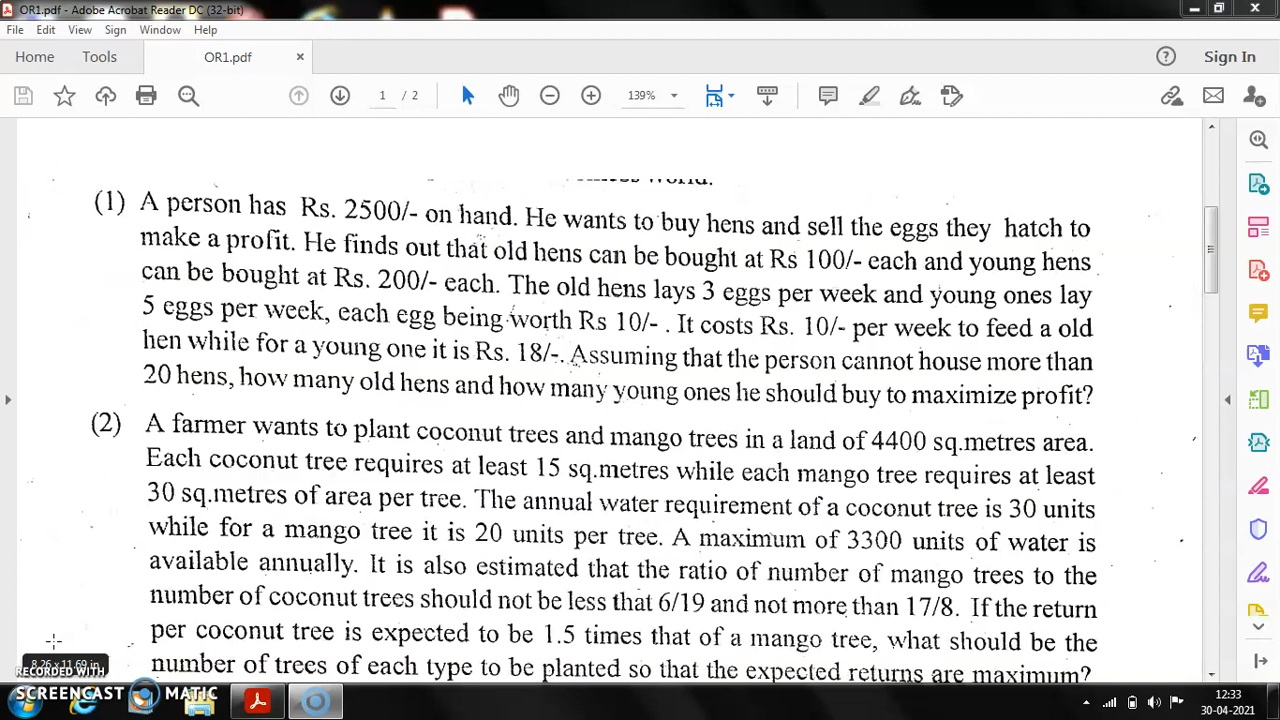 OR1.pdf - Adobe Acrobat Reader DC (32-bit)
File Edit View Sign Window Help
Home Tools OR1.pdf × Sign In
1 / 2 139%
(1) A person has Rs. 2500/- on hand. He wants to buy hens and sell the eggs they hatch to
make a profit. He finds out that old hens can be bought at Rs 100/- each and young hens
can be bought at Rs. 200/- each. The old hens lays 3 eggs per week and young ones lay
5 eggs per week, each egg being worth Rs 10/- . It costs Rs. 10/- per week to feed a old
hen while for a young one it is Rs. 18/-. Assuming that the person cannot house more than
20 hens, how many old hens and how many young ones he should buy to maximize profit?
(2) A farmer wants to plant coconut trees and mango trees in a land of 4400 sq.metres area.
Each coconut tree requires at least 15 sq.metres while each mango tree requires at least
30 sq.metres of area per tree. The annual water requirement of a coconut tree is 30 units
while for a mango tree it is 20 units per tree. A maximum of 3300 units of water is
available annually. It is also estimated that the ratio of number of mango trees to the
number of coconut trees should not be less that 6/19 and not more than 17/8. If the return
per coconut tree is expected to be 1.5 times that of a mango tree, what should be the
number of trees of each type to be planted so that the expected returns are maximum?
8.26 x 11.69 in
RECORDED WITH
SCREENCAST MATIC
12:33
30-04-2021